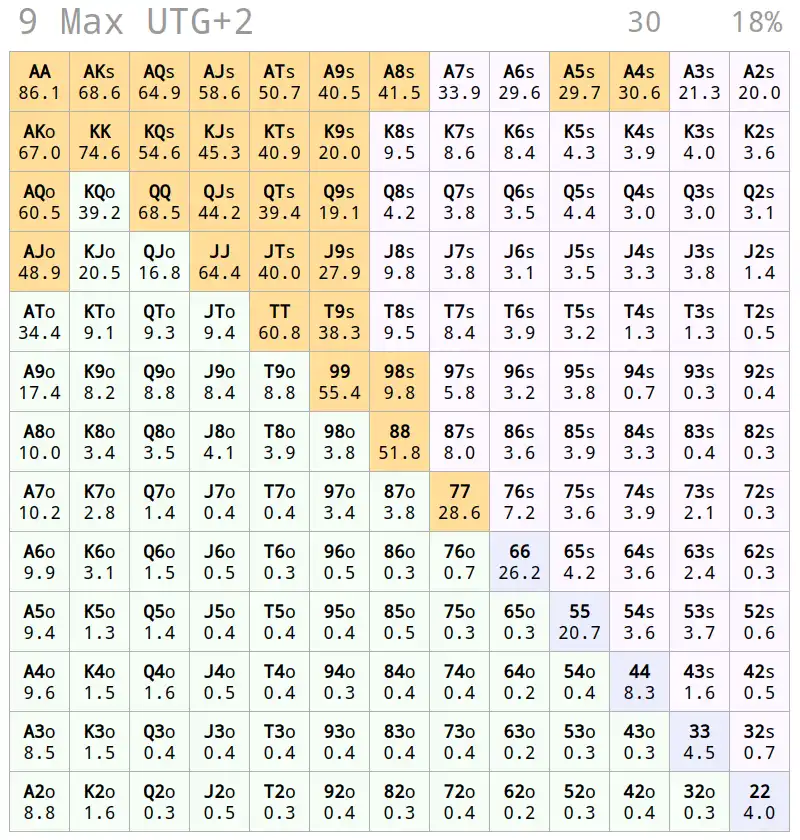 9 Max UTG+2 30 18%
AA AKs AQs AJs ATs A9s A8s A7s A6s A5s A4s A3s A2s
86.1 68.6 64.9 58.6 50.7 40.5 41.5 33.9 29.6 29.7 30.6 21.3 20.0
AKo KK KQs KJs KTs K9s K8s K7s K6s K5s K4s K3s K2s
67.0 74.6 54.6 45.3 40.9 20.0 9.5 8.6 8.4 4.3 3.9 4.0 3.6
AQo KQo QQ QJs QTs Q9s Q8s Q7s Q6s Q5s Q4s Q3s Q2s
60.5 39.2 68.5 44.2 39.4 19.1 4.2 3.8 3.5 4.4 3.0 3.0 3.1
AJo KJo QJo JJ JTs J9s J8s J7s J6s J5s J4s J3s J2s
48.9 20.5 16.8 64.4 40.0 27.9 9.8 3.8 3.1 3.5 3.3 3.8 1.4
ATo KTo QTo JTo TT T9s T8s T7s T6s T5s T4s T3s T2s
34.4 9.1 9.3 9.4 60.8 38.3 9.5 8.4 3.9 3.2 1.3 1.3 0.5
A9o K9o Q9o J9o T9o 99 98s 97s 96s 95s 94s 93s 92s
17.4 8.2 8.8 8.4 8.8 55.4 9.8 5.8 3.2 3.8 0.7 0.3 0.4
A8o K8o Q8o J8o T8o 98o 88 87s 86s 85s 84s 83s 82s
10.0 3.4 3.5 4.1 3.9 3.8 51.8 8.0 3.6 3.9 3.3 0.4 0.3
A7o K7o Q7o J7o T7o 97o 87o 77 76s 75s 74s 73s 72s
10.2 2.8 1.4 0.4 0.4 3.4 3.8 28.6 7.2 3.6 3.9 2.1 0.3
A6o K6o Q6o J6o T6o 96o 86o 76o 66 65s 64s 63s 62s
9.9 3.1 1.5 0.5 0.3 0.5 0.3 0.7 26.2 4.2 3.6 2.4 0.3
A5o K5o Q5o J5o T5o 95o 85o 75o 65o 55 54s 53s 52s
9.4 1.3 1.4 0.4 0.4 0.4 0.5 0.3 0.3 20.7 3.6 3.7 0.6
A4o K4o Q4o J4o T4o 94o 84o 74o 64o 54o 44 43s 42s
9.6 1.5 1.6 0.5 0.4 0.3 0.4 0.4 0.2 0.4 8.3 1.6 0.5
A3o K3o Q3o J3o T3o 93o 83o 73o 63o 53o 43o 33 32s
8.5 1.5 0.4 0.4 0.4 0.4 0.4 0.4 0.2 0.3 0.3 4.5 0.7
A2o K2o Q2o J2o T2o 92o 82o 72o 62o 52o 42o 32o 22
8.8 1.6 0.3 0.5 0.3 0.4 0.3 0.4 0.2 0.3 0.4 0.3 4.0